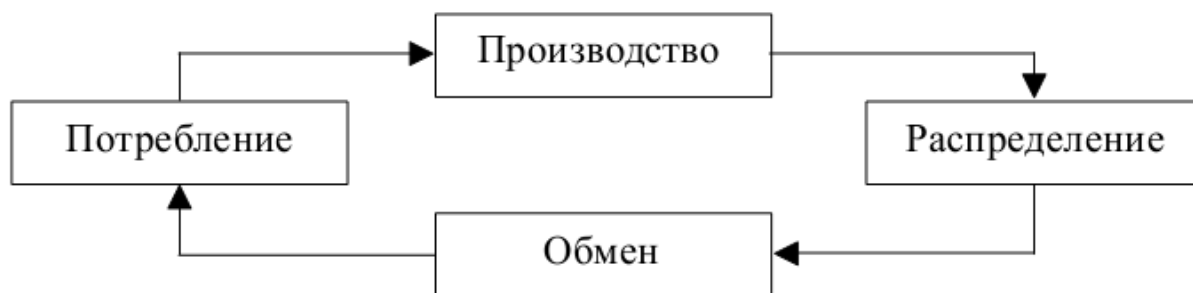 Производство
Потребление
Распределение
Обмен